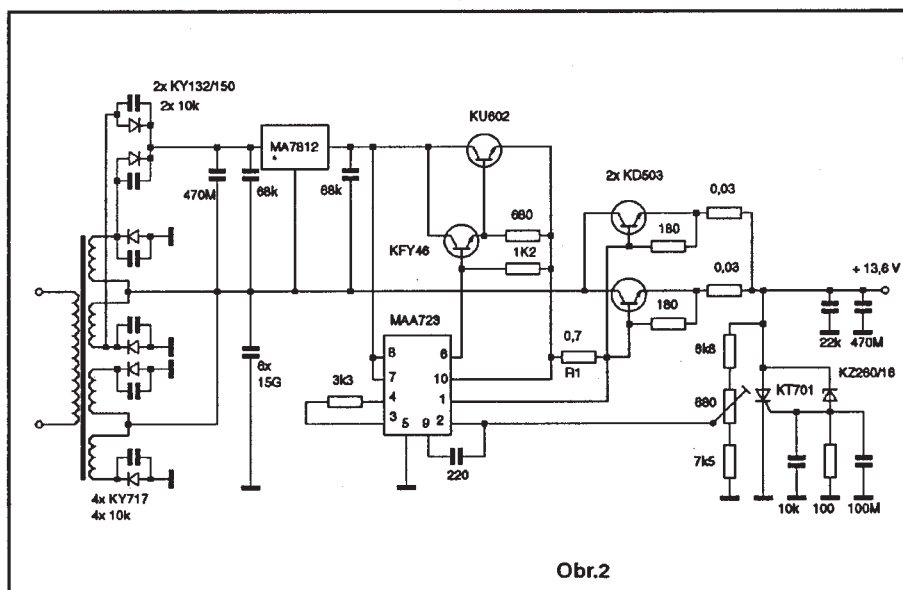 2x KY132/150
2x 10k
MA7812
KU602
2x KD503
0,03
470M
68k
68k
680
180
KFY46
1K2
0,03
+ 13,6 V
MAA723
180
0,7
22k
470M
6x
15G
8
6
6k8
KZ260/16
3k3
7
10
R1
KT701
4
1
680
3
5
9
2
220
7k5
4x KY717
4x 10k
10k
100
100M
Obr.2